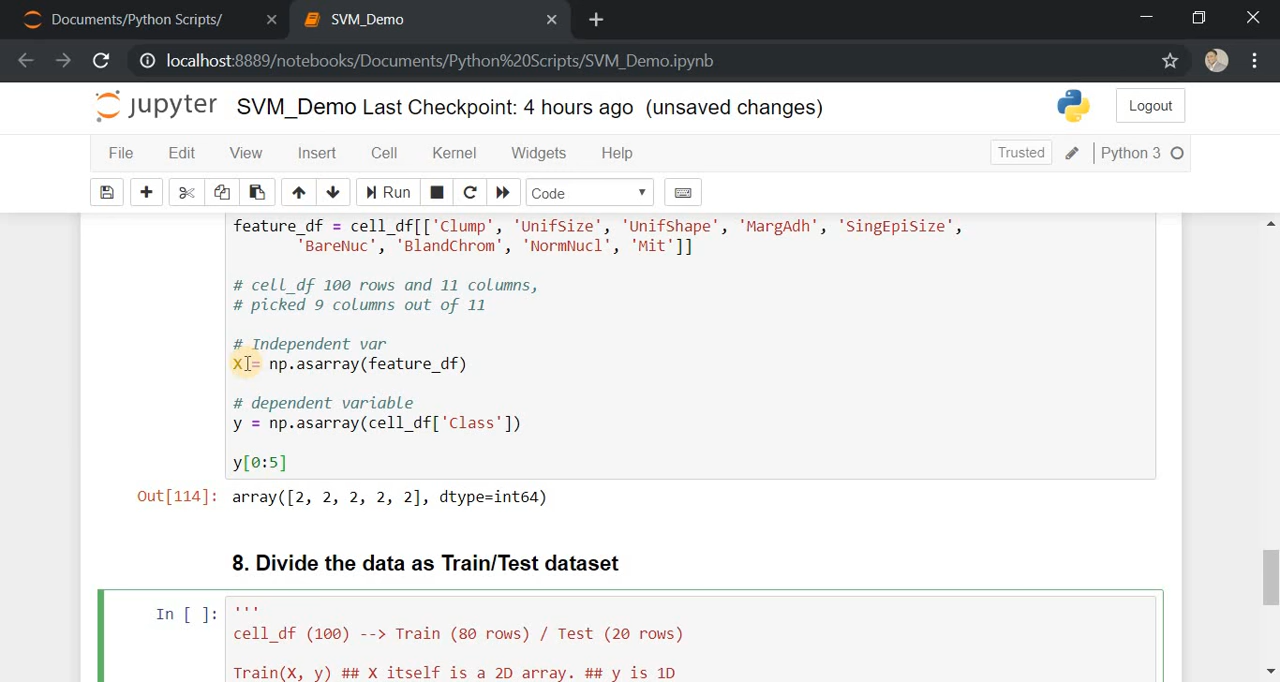 Documents/Python Scripts/
SVM_Demo
localhost:8889/notebooks/Documents/Python%20Scripts/SVM_Demo.ipynb
jupyter SVM_Demo Last Checkpoint: 4 hours ago (unsaved changes)
Logout
File Edit View Insert Cell Kernel Widgets Help
Trusted Python 3
Run Code
feature_df = cell_df[['Clump', 'UnifSize', 'UnifShape', 'MargAdh', 'SingEpiSize',
'BareNuc', 'BlandChrom', 'NormNucl', 'Mit']]
# cell_df 100 rows and 11 columns,
# picked 9 columns out of 11
# Independent var
X = np.asarray(feature_df)
# dependent variable
y = np.asarray(cell_df['Class'])
y[0:5]
Out[114]: array([2, 2, 2, 2, 2], dtype=int64)
8. Divide the data as Train/Test dataset
In [ ]: '''
cell_df (100) --> Train (80 rows) / Test (20 rows)
Train(X, y) ## X itself is a 2D array. ## y is 1D